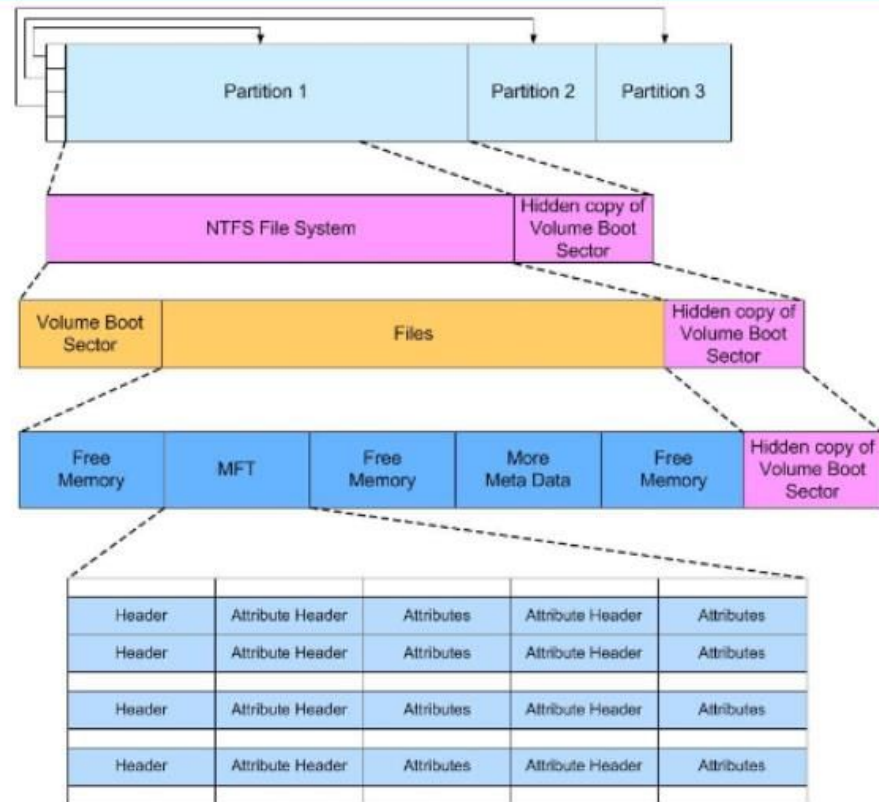 Partition 1
Partition 2
Partition 3
NTFS File System
Hidden copy of
Volume Boot
Sector
Volume Boot
Sector
Files
Hidden copy of
Volume Boot
Sector
Free
Memory
MFT
Free
Memory
More
Meta Data
Free
Memory
Hidden copy of
Volume Boot
Sector
Header
Attribute Header
Attributes
Attribute Header
Attributes
Header
Attribute Header
Attributes
Attribute Header
Attributes
Header
Attribute Header
Attributes
Attribute Header
Attributes
Header
Attribute Header
Attributes
Attribute Header
Attributes